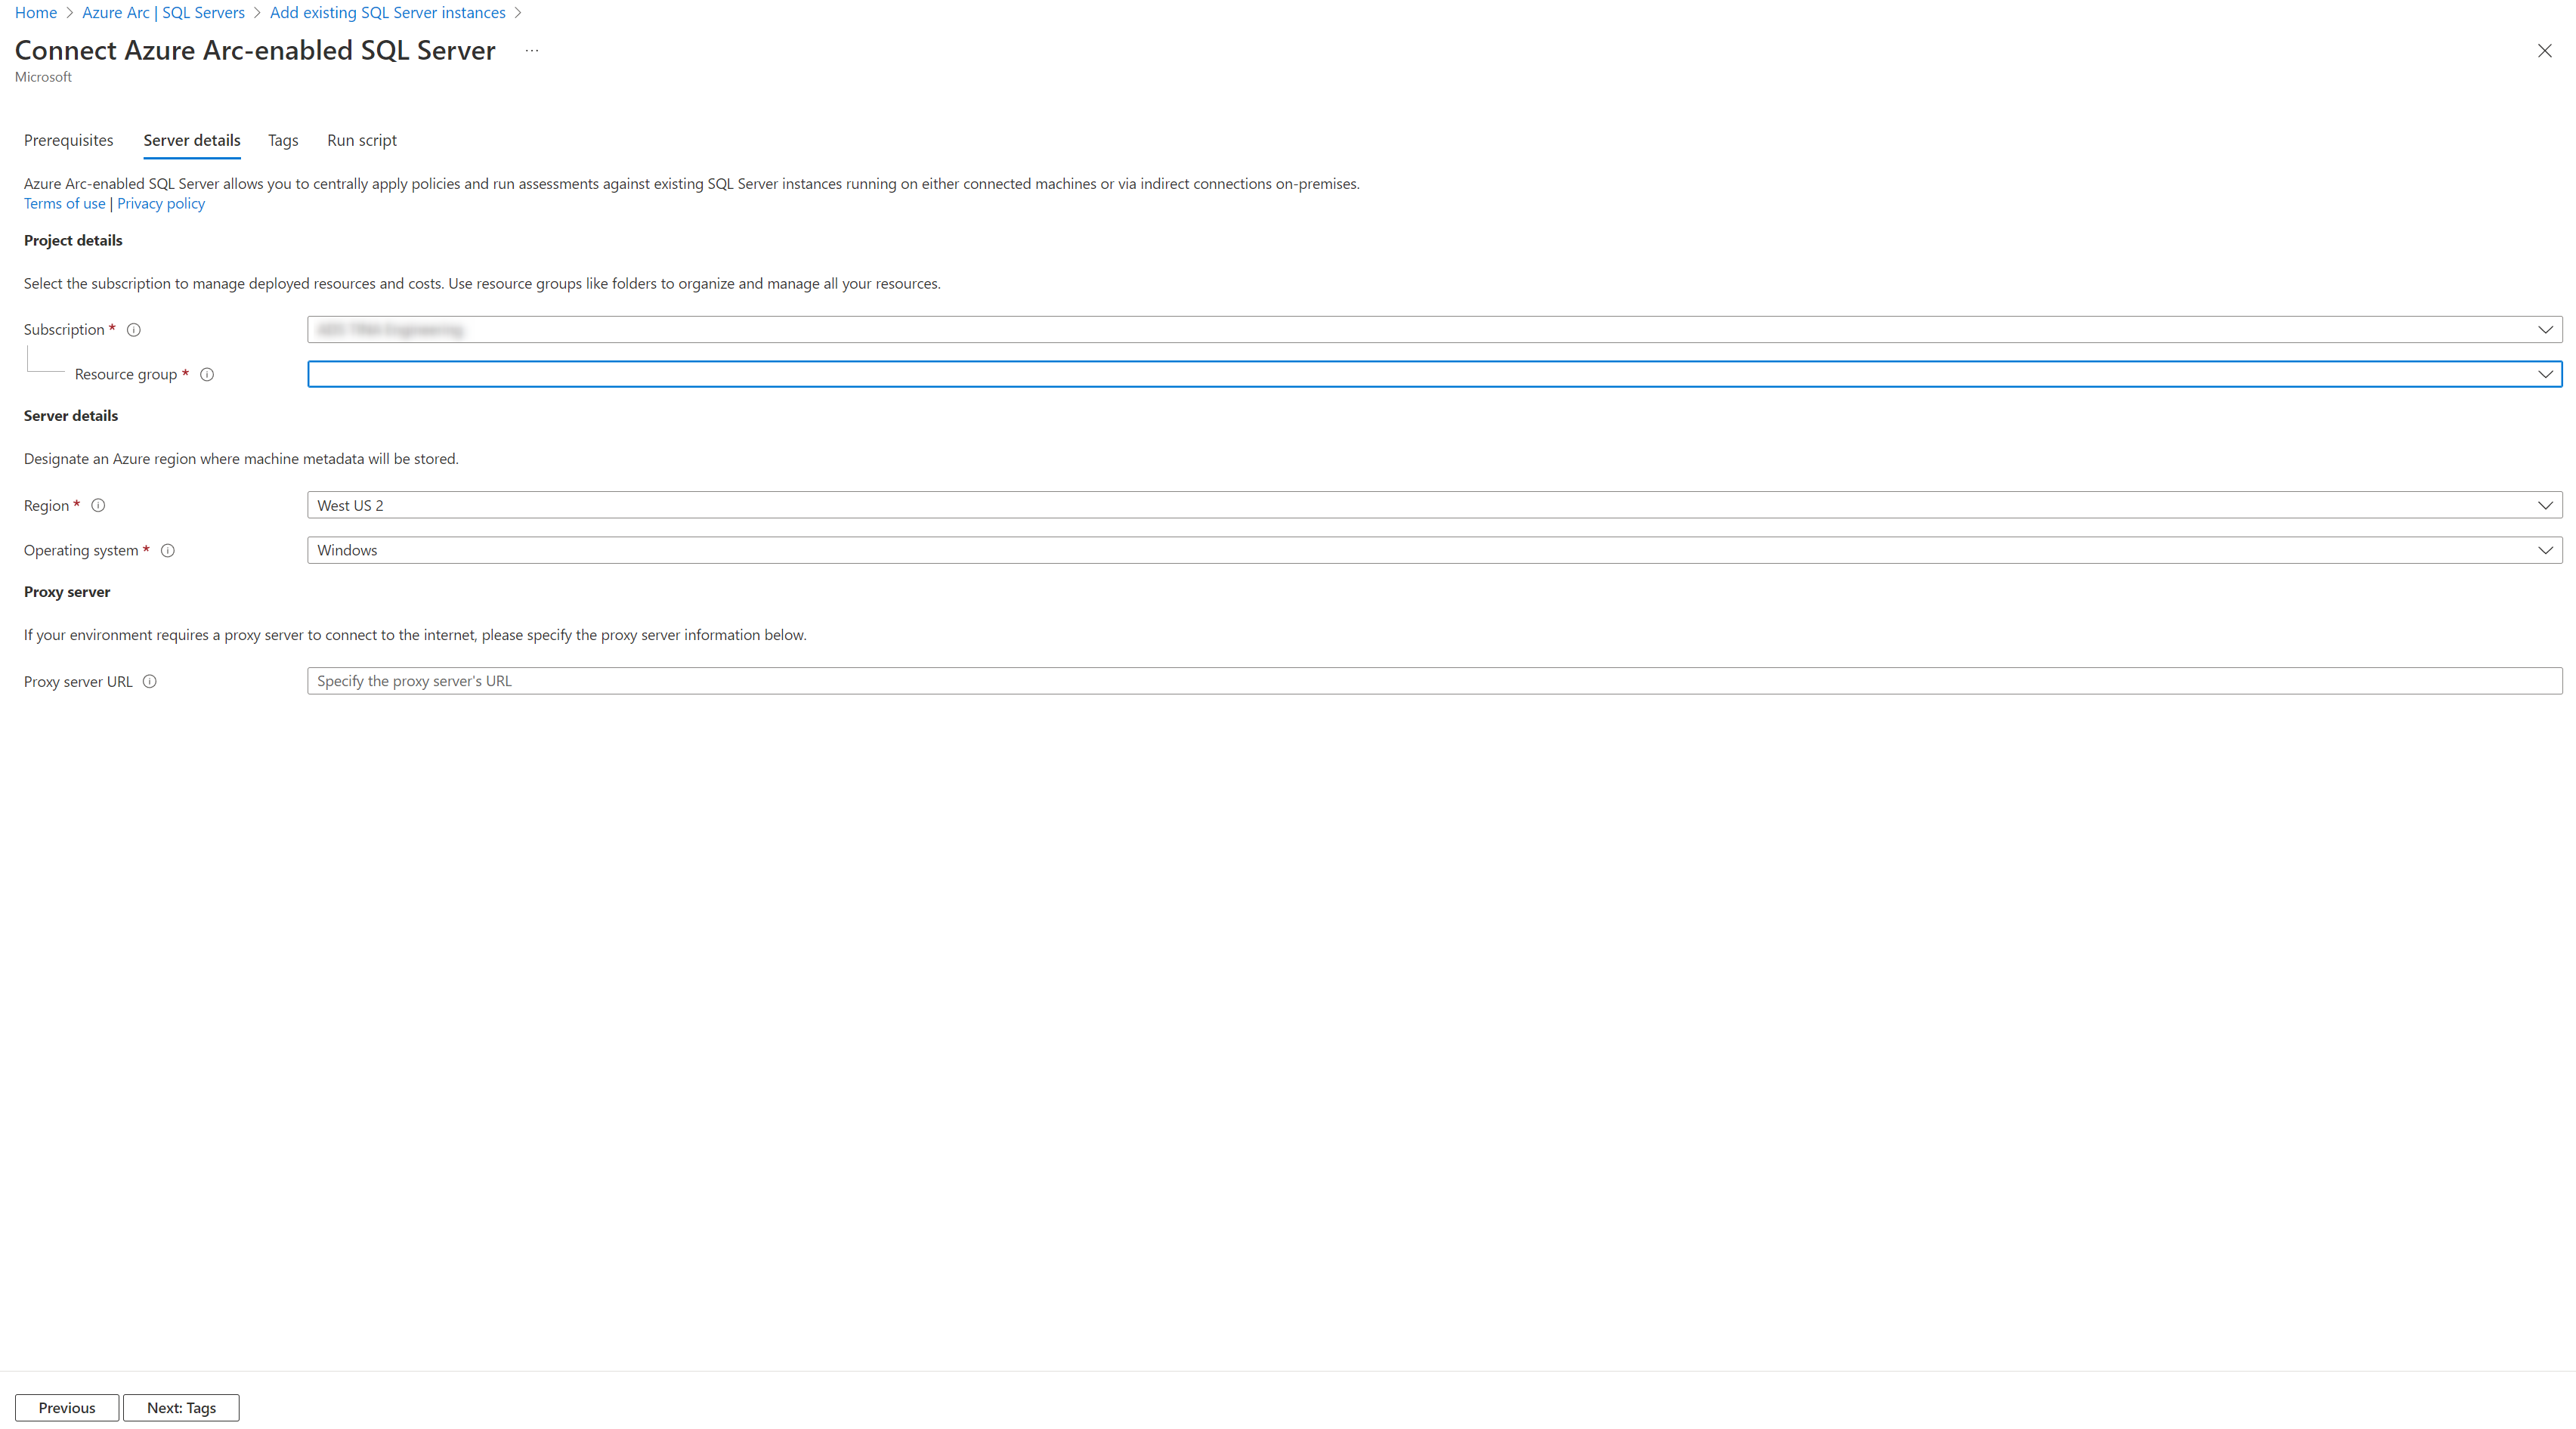 Home > Azure Arc | SQL Servers > Add existing SQL Server instances >
Connect Azure Arc-enabled SQL Server ...
Microsoft
Prerequisites Server details Tags Run script
Azure Arc-enabled SQL Server allows you to centrally apply policies and run assessments against existing SQL Server instances running on either connected machines or via indirect connections on-premises.
Terms of use | Privacy policy
Project details
Select the subscription to manage deployed resources and costs. Use resource groups like folders to organize and manage all your resources.
Subscription *
Resource group *
Server details
Designate an Azure region where machine metadata will be stored.
Region * West US 2
Operating system * Windows
Proxy server
If your environment requires a proxy server to connect to the internet, please specify the proxy server information below.
Proxy server URL Specify the proxy server's URL
Previous Next: Tags